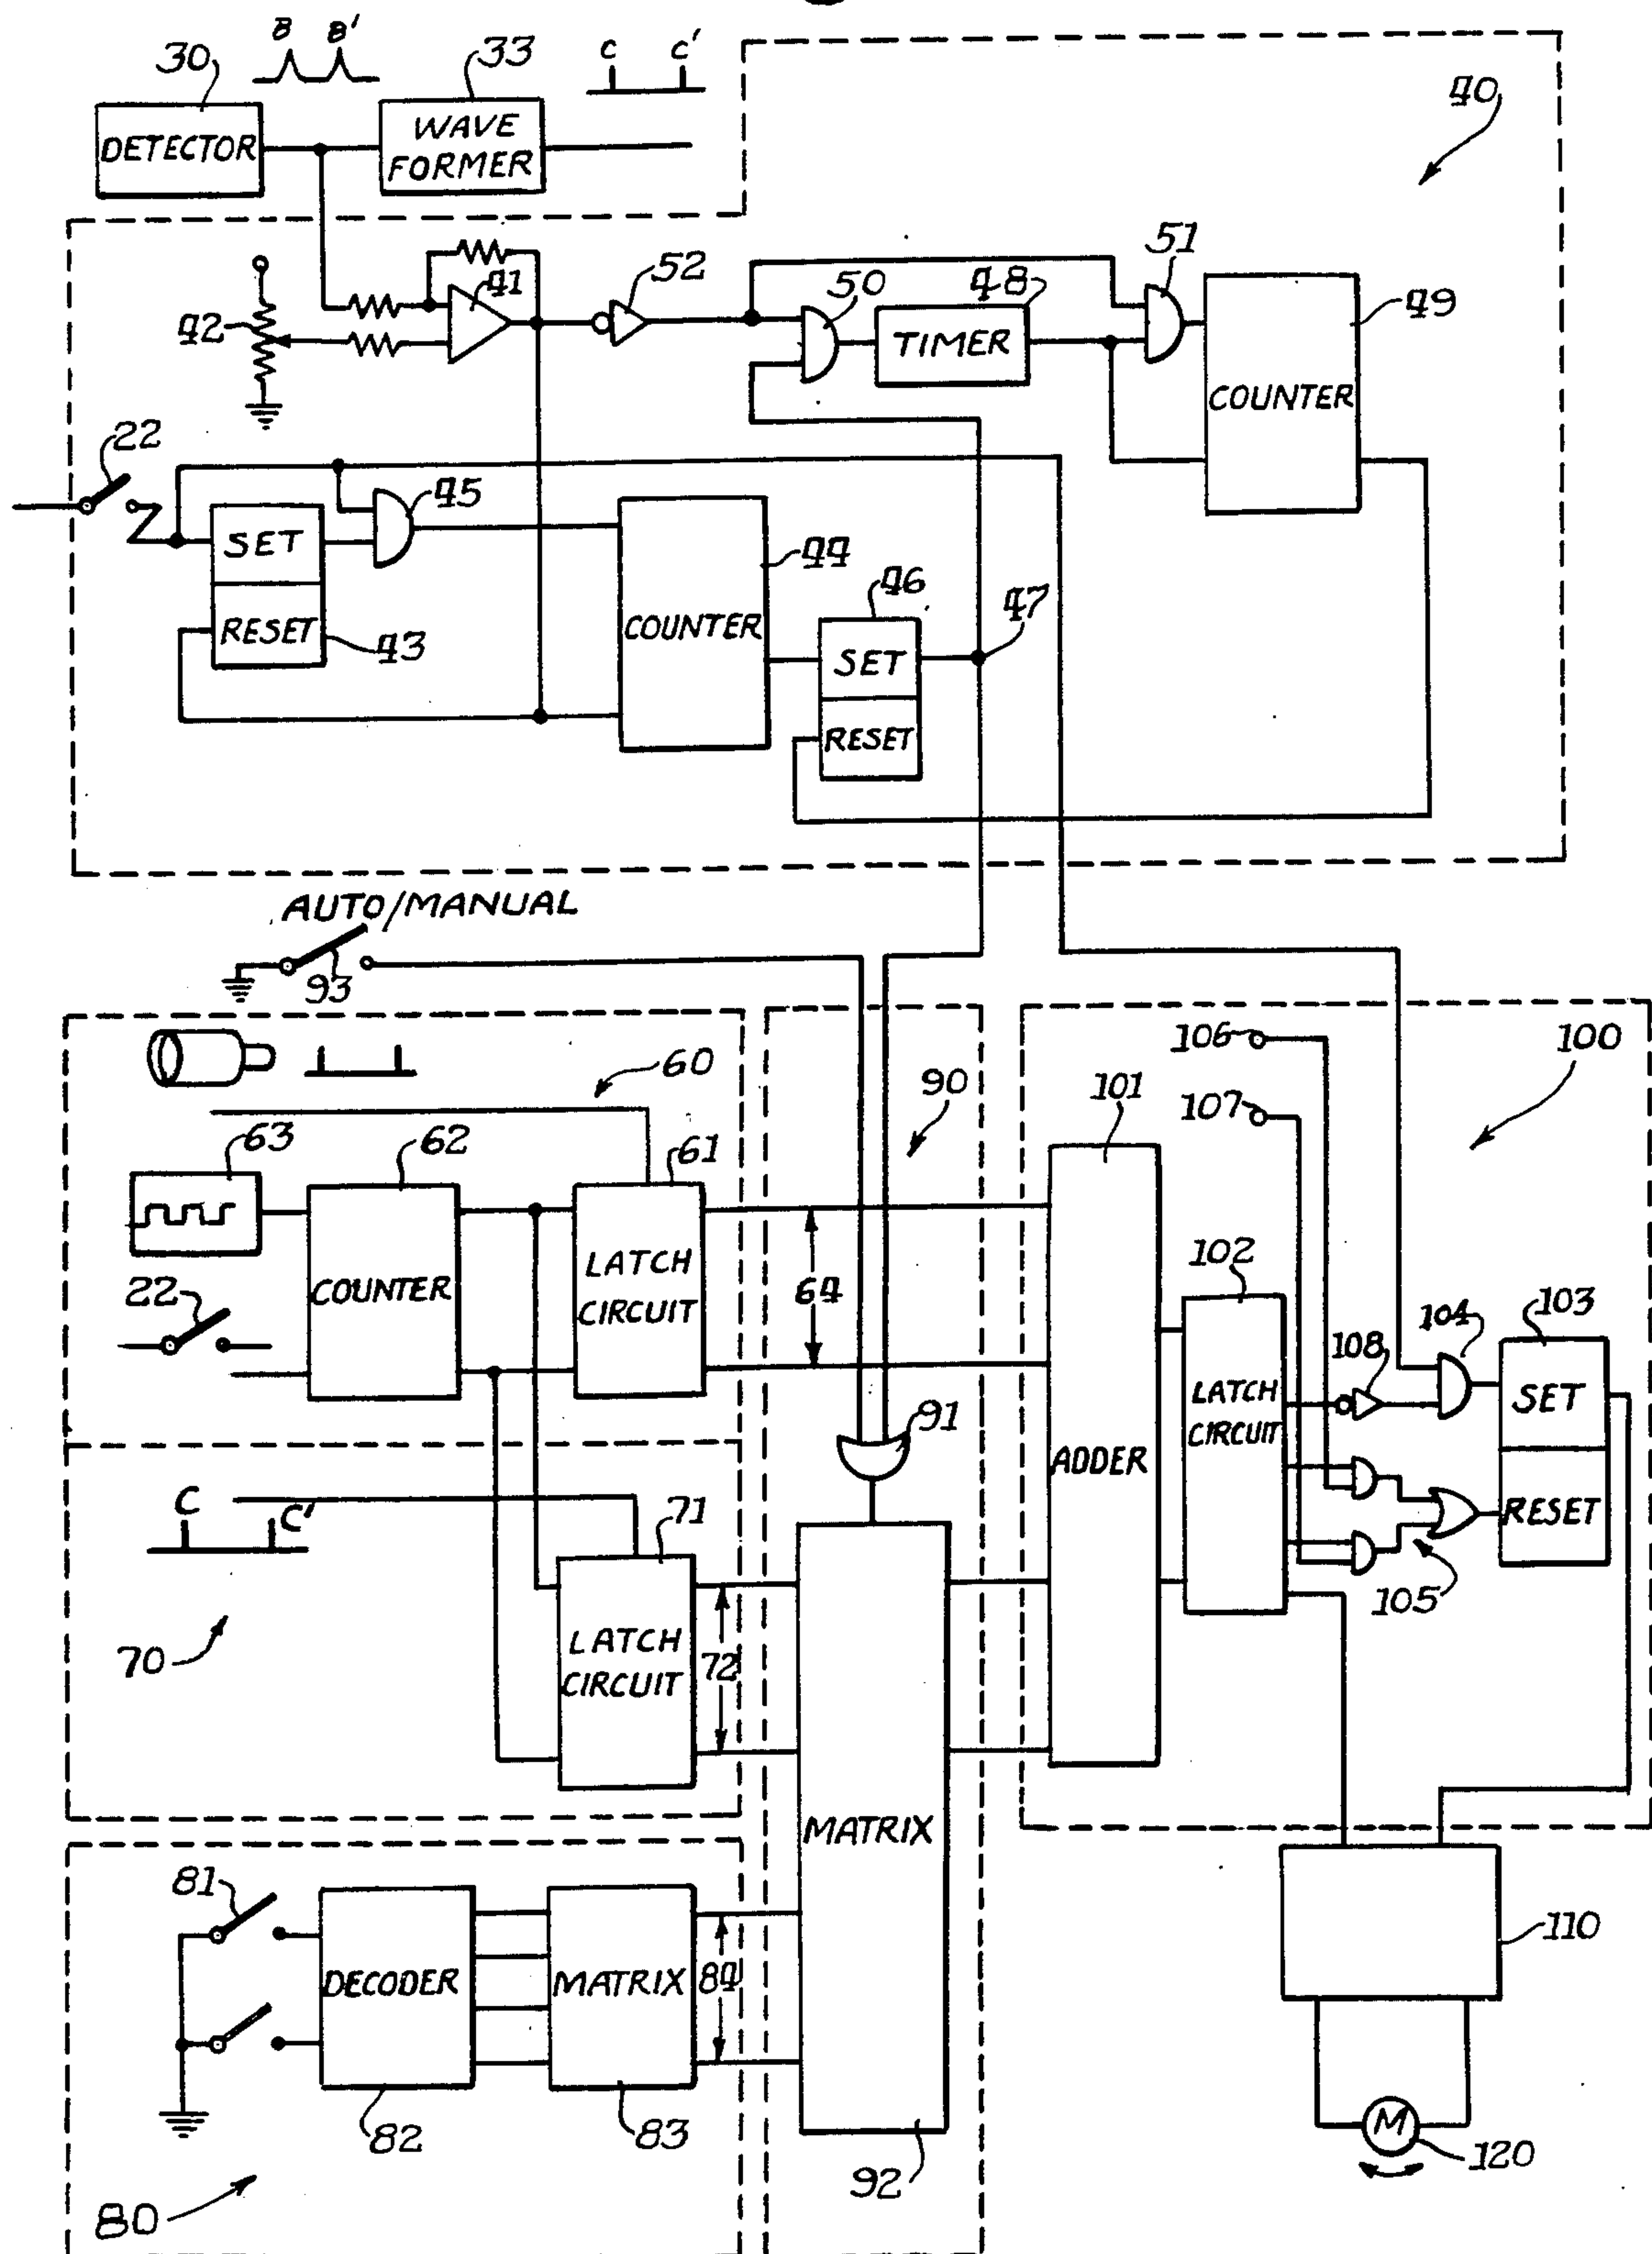 B B'
30
33
C C'
40
DETECTOR
WAVE
FORMER
42
41
52
50
48
51
49
TIMER
COUNTER
22
45
SET
RESET
43
44
COUNTER
46
47
SET
RESET
AUTO/MANUAL
93
60
90
106
100
107
101
63
62
61
COUNTER
LATCH
CIRCUIT
64
22
102
103
104
108
LATCH
CIRCUIT
SET
91
ADDER
RESET
105
C C'
71
70
LATCH
CIRCUIT
72
MATRIX
81
DECODER
MATRIX
84
110
82
83
92
M
120
80